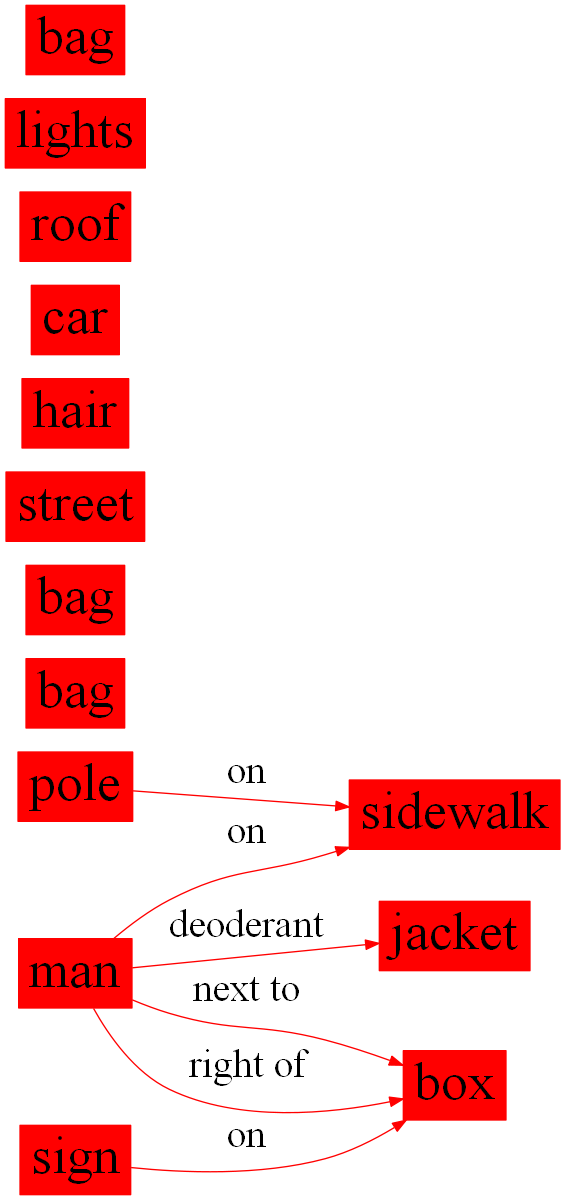 bag
lights
roof
car
hair
street
bag
bag
pole
on
sidewalk
on
deoderant
jacket
man
next to
right of
box
on
sign